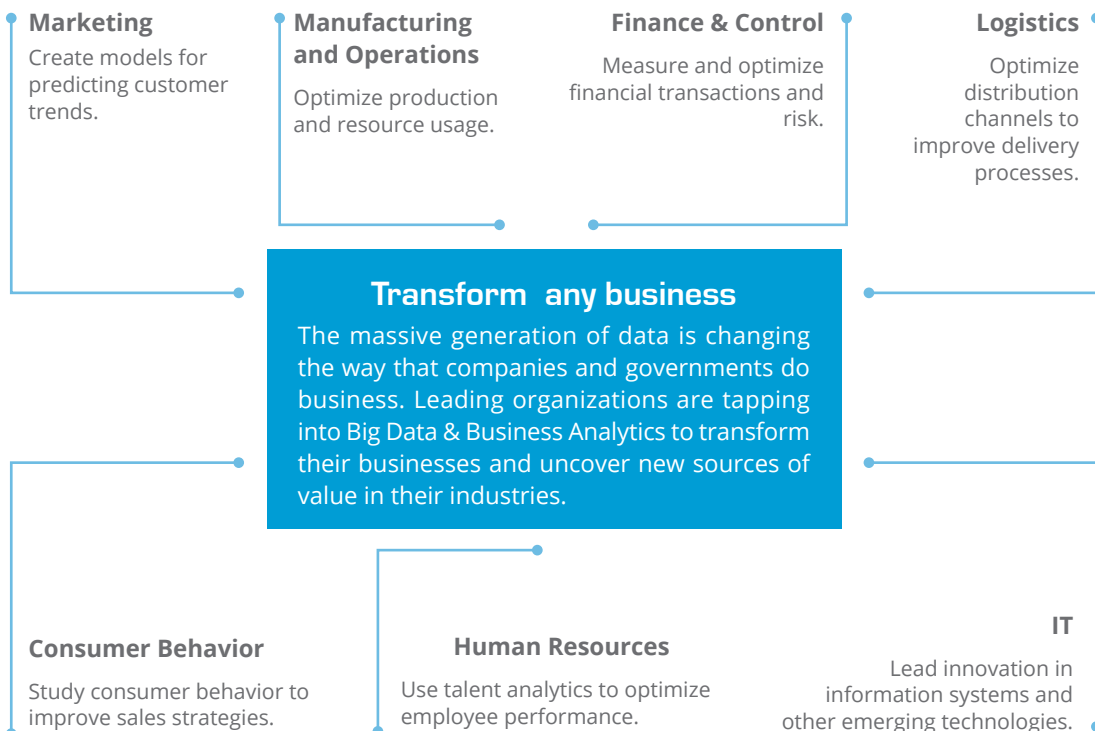 Marketing
Create models for
predicting customer
trends.
Manufacturing
and Operations
Optimize production
and resource usage.
Finance & Control
Measure and optimize
financial transactions and
risk.
Logistics
Optimize
distribution
channels to
improve delivery
processes.
Transform any business
The massive generation of data is changing
the way that companies and governments do
business. Leading organizations are tapping
into Big Data & Business Analytics to transform
their businesses and uncover new sources of
value in their industries.
Consumer Behavior
Study consumer behavior to
improve sales strategies.
Human Resources
Use talent analytics to optimize
employee performance.
IT
Lead innovation in
information systems and
other emerging technologies.